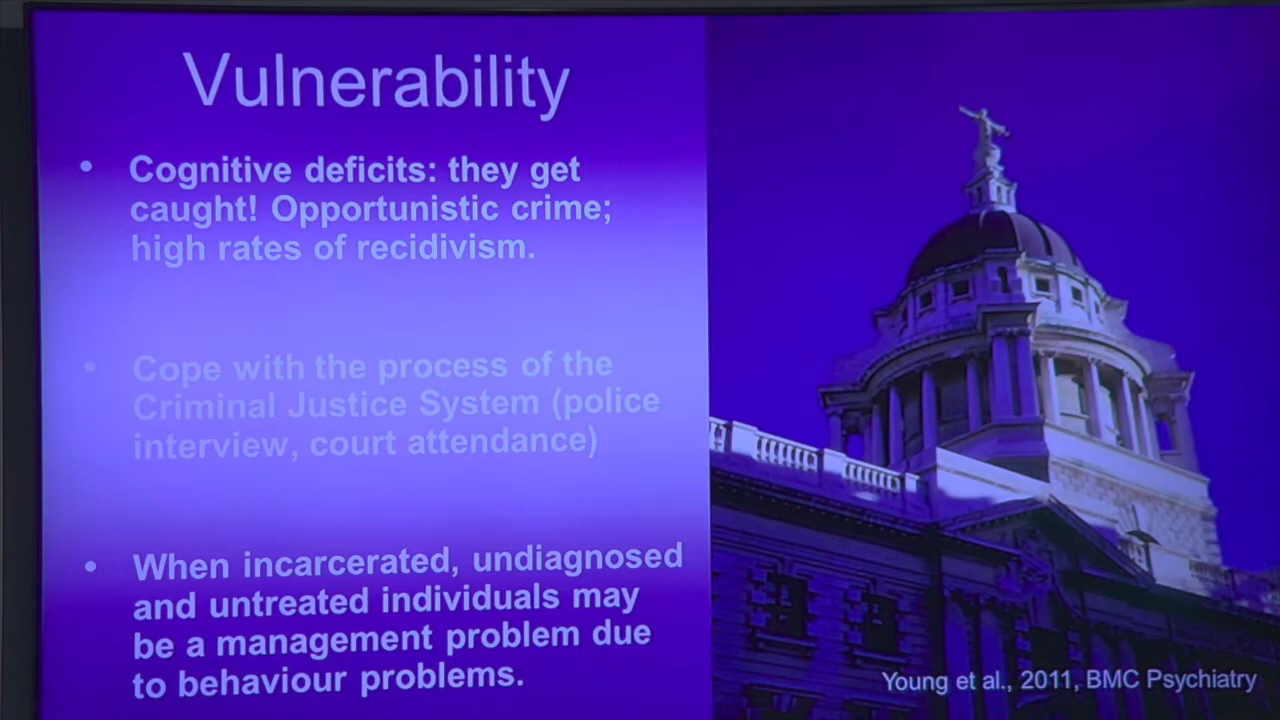 Vulnerability
• Cognitive deficits: they get
caught! Opportunistic crime;
high rates of recidivism.
• Cope with the process of the
Criminal Justice System (police
interview, court attendance)
• When incarcerated, undiagnosed
and untreated individuals may
be a management problem due
to behaviour problems.
Young et al., 2011, BMC Psychiatry